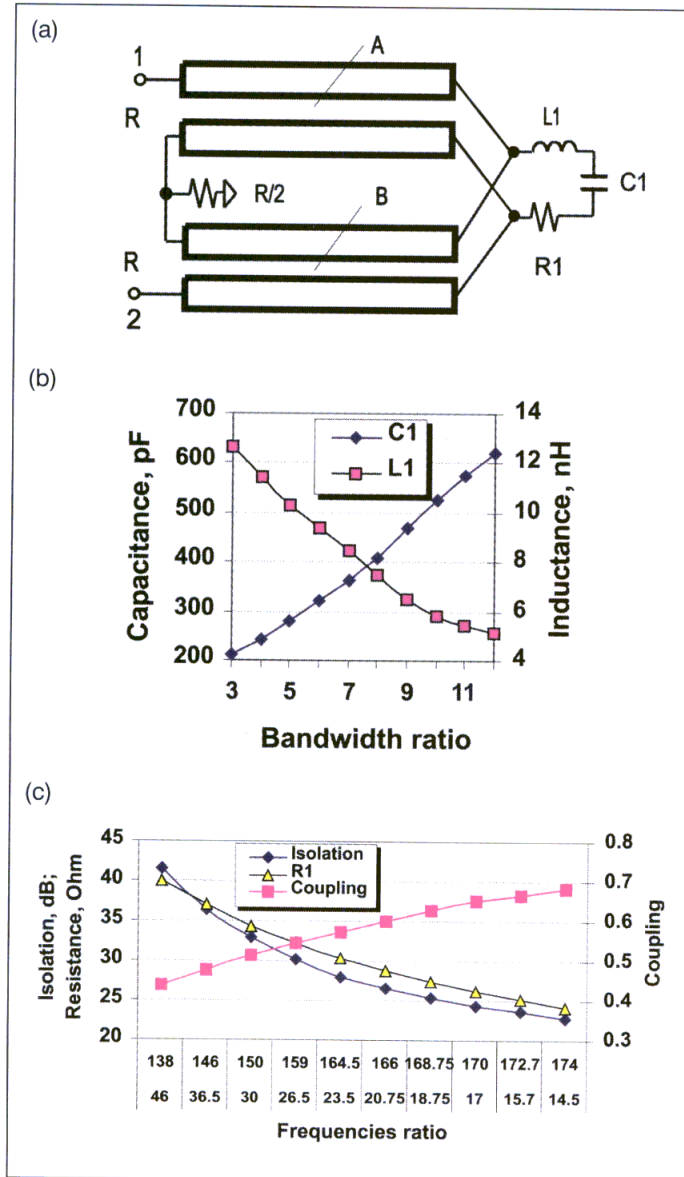 (a)
1
A
R
L1
C1
R/2
B
R1
R
2
(b)
700
600
500
400
300
200
Capacitance, pF
C1
L1
14
12
10
8
6
4
Inductance, nH
3 5 7 9 11
Bandwidth ratio
(c)
45
40
35
30
25
20
Isolation, dB;
Resistance, Ohm
Isolation
R1
Coupling
0.8
0.7
0.6
0.5
0.4
0.3
Coupling
138 146 150 159 164.5 166 168.75 170 172.7 174
46 36.5 30 26.5 23.5 20.75 18.75 17 15.7 14.5
Frequencies ratio